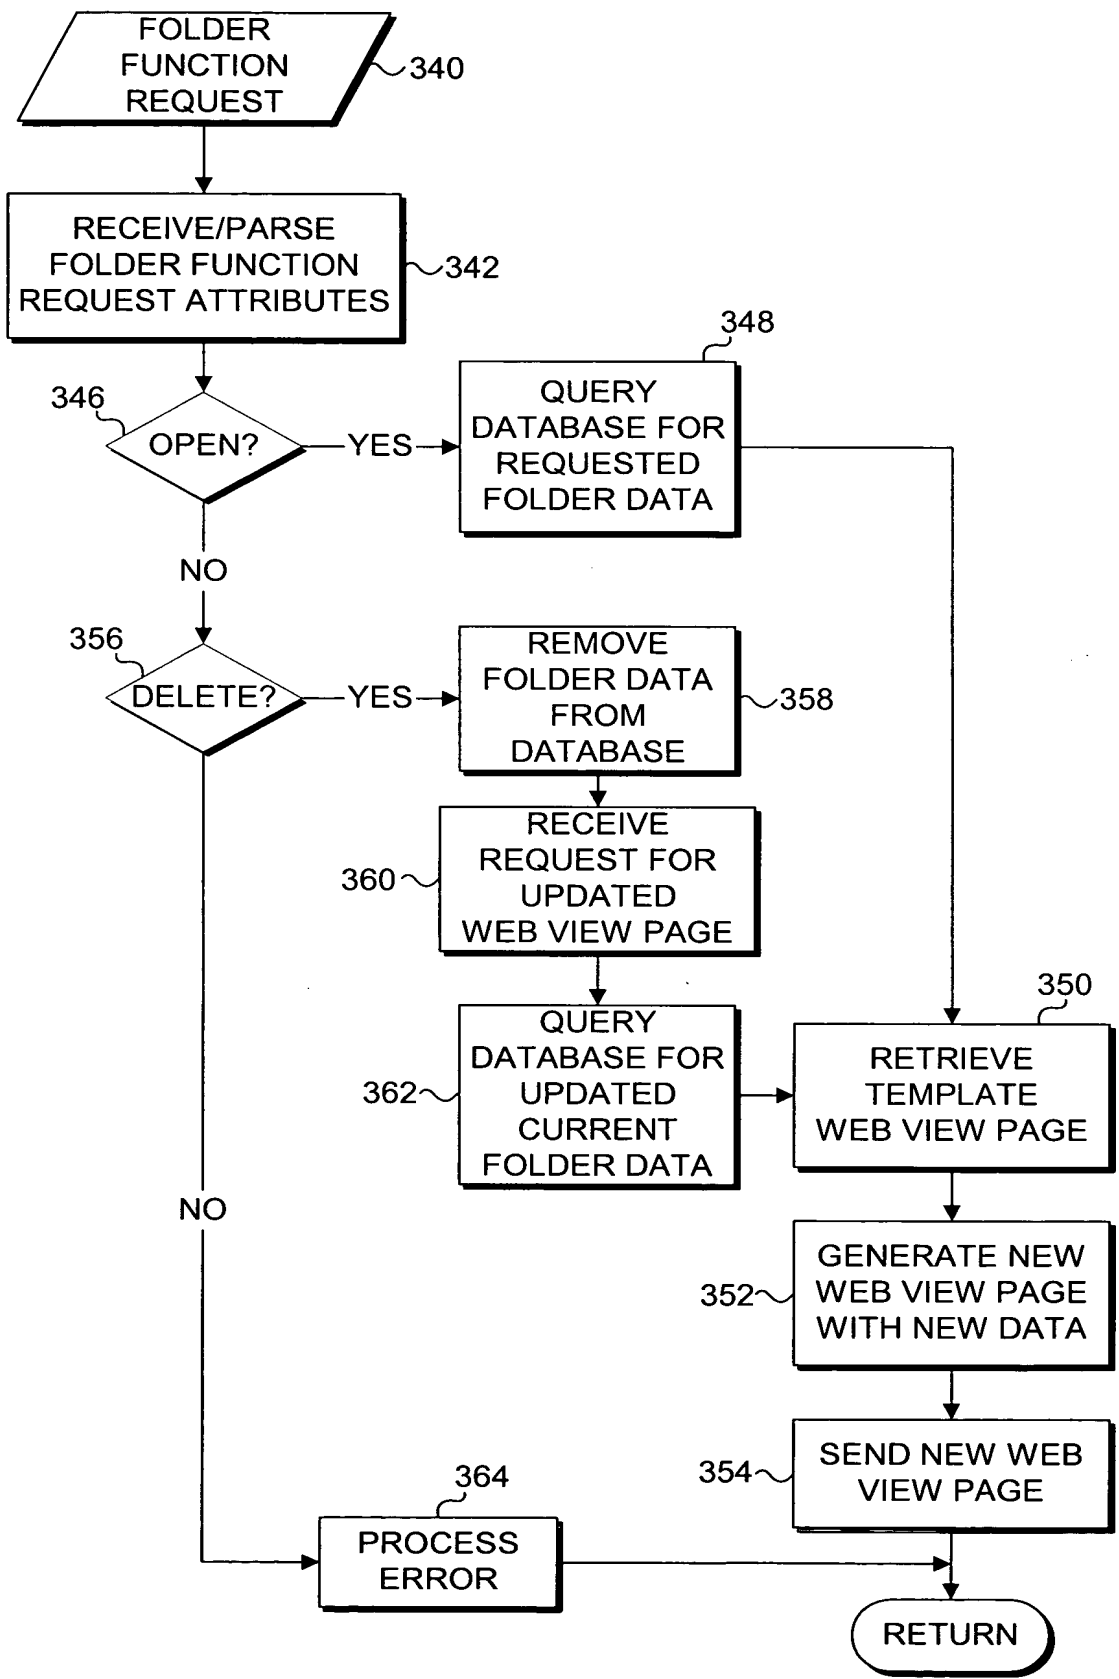 FOLDER
FUNCTION
REQUEST
340
RECEIVE/PARSE
FOLDER FUNCTION
REQUEST ATTRIBUTES
342
346
OPEN?
YES
348
QUERY
DATABASE FOR
REQUESTED
FOLDER DATA
NO
356
DELETE?
YES
REMOVE
FOLDER DATA
FROM
DATABASE
358
RECEIVE
REQUEST FOR
UPDATED
WEB VIEW PAGE
360
QUERY
DATABASE FOR
UPDATED
CURRENT
FOLDER DATA
362
350
RETRIEVE
TEMPLATE
WEB VIEW PAGE
NO
GENERATE NEW
WEB VIEW PAGE
WITH NEW DATA
352
SEND NEW WEB
VIEW PAGE
354
364
PROCESS
ERROR
RETURN